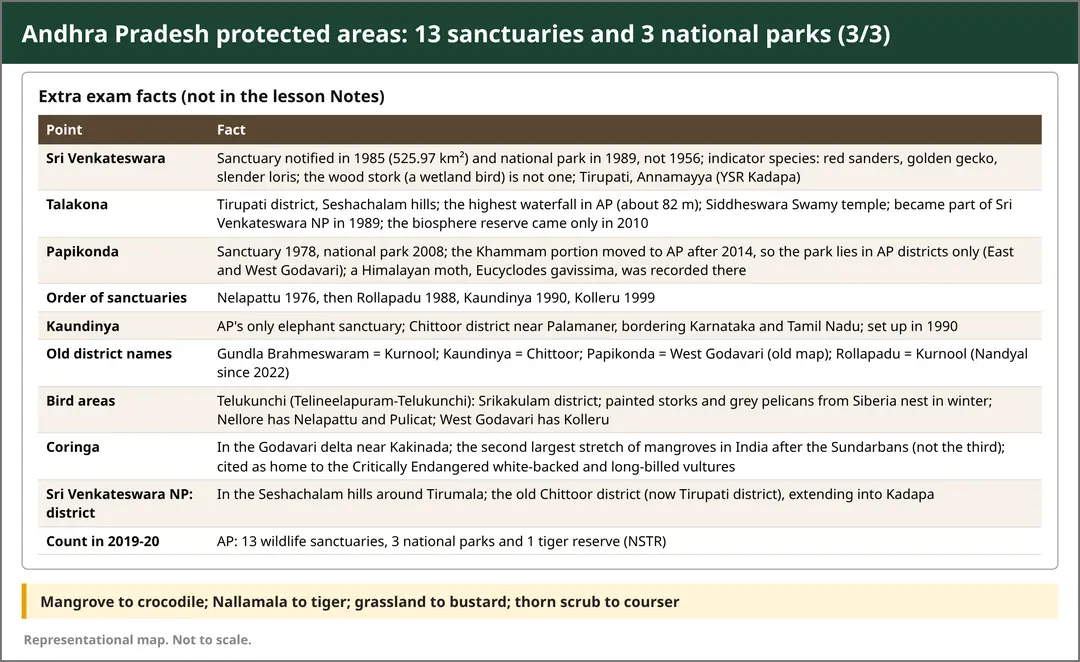 Andhra Pradesh protected areas: 13 sanctuaries and 3 national parks (3/3)
Extra exam facts (not in the lesson Notes)
Point Fact
Sri Venkateswara Sanctuary notified in 1985 (525.97 km²) and national park in 1989, not 1956; indicator species: red sanders, golden gecko,
slender loris; the wood stork (a wetland bird) is not one; Tirupati, Annamayya (YSR Kadapa)
Talakona Tirupati district, Seshachalam hills; the highest waterfall in AP (about 82 m); Siddheswara Swamy temple; became part of Sri
Venkateswara NP in 1989; the biosphere reserve came only in 2010
Papikonda Sanctuary 1978, national park 2008; the Khammam portion moved to AP after 2014, so the park lies in AP districts only (East
and West Godavari); a Himalayan moth, Eucyclodes gavissima, was recorded there
Order of sanctuaries Nelapattu 1976, then Rollapadu 1988, Kaundinya 1990, Kolleru 1999
Kaundinya AP's only elephant sanctuary; Chittoor district near Palamaner, bordering Karnataka and Tamil Nadu; set up in 1990
Old district names Gundla Brahmeswaram = Kurnool; Kaundinya = Chittoor; Papikonda = West Godavari (old map); Rollapadu = Kurnool (Nandyal
since 2022)
Bird areas Telukunchi (Telineelapuram-Telukunchi): Srikakulam district; painted storks and grey pelicans from Siberia nest in winter;
Nellore has Nelapattu and Pulicat; West Godavari has Kolleru
Coringa In the Godavari delta near Kakinada; the second largest stretch of mangroves in India after the Sundarbans (not the third);
cited as home to the Critically Endangered white-backed and long-billed vultures
Sri Venkateswara NP: In the Seshachalam hills around Tirumala; the old Chittoor district (now Tirupati district), extending into Kadapa
district
Count in 2019-20 AP: 13 wildlife sanctuaries, 3 national parks and 1 tiger reserve (NSTR)
Mangrove to crocodile; Nallamala to tiger; grassland to bustard; thorn scrub to courser
Representational map. Not to scale.